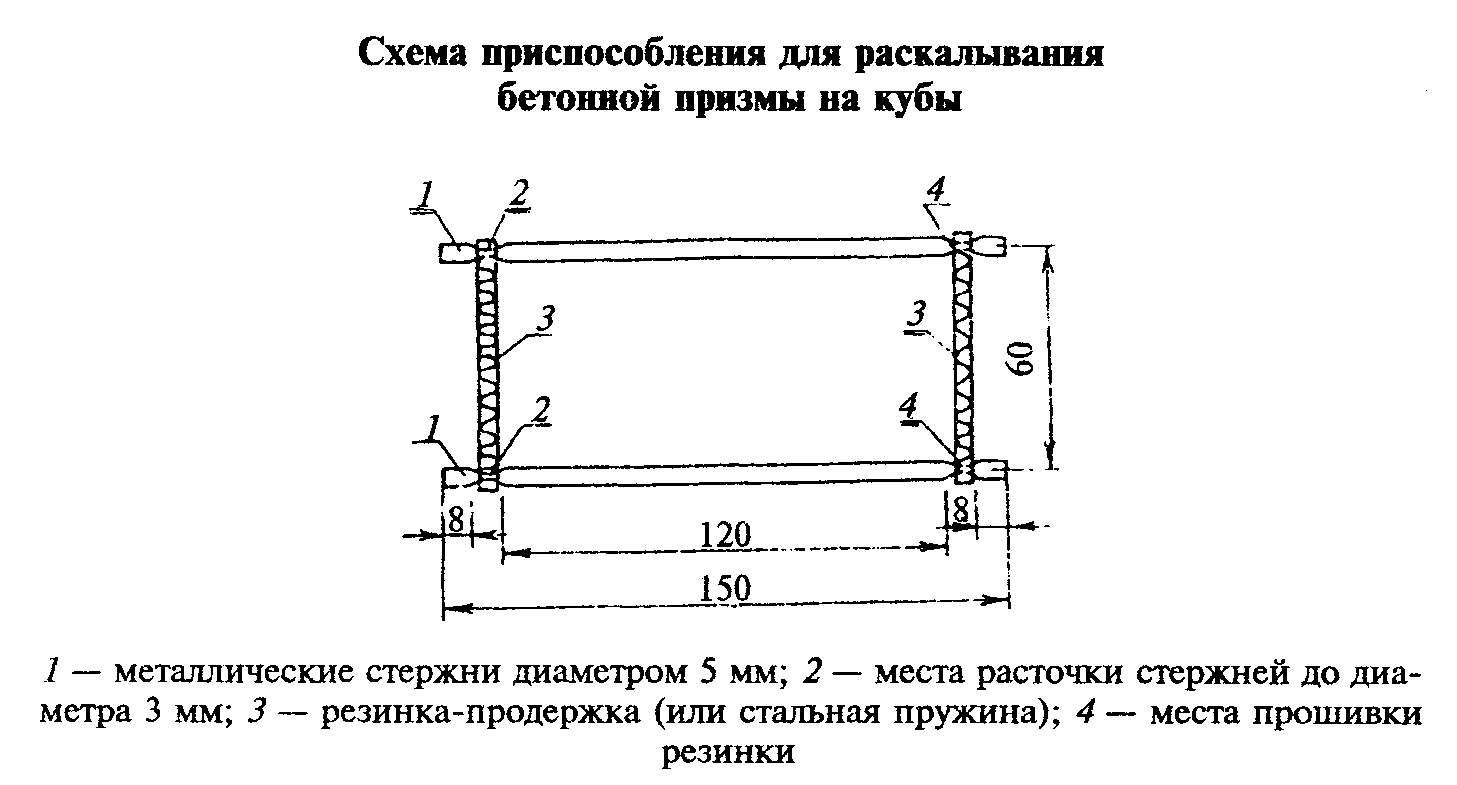 Схема приспособления для раскалывания
бетонной призмы на кубы
1 2 4
3 3
60
1 2 4
8 8
120
150
1 — металлические стержни диаметром 5 мм; 2 — места расточки стержней до диа-
метра 3 мм; 3 — резинка-продержка (или стальная пружина); 4 — места прошивки
резинки